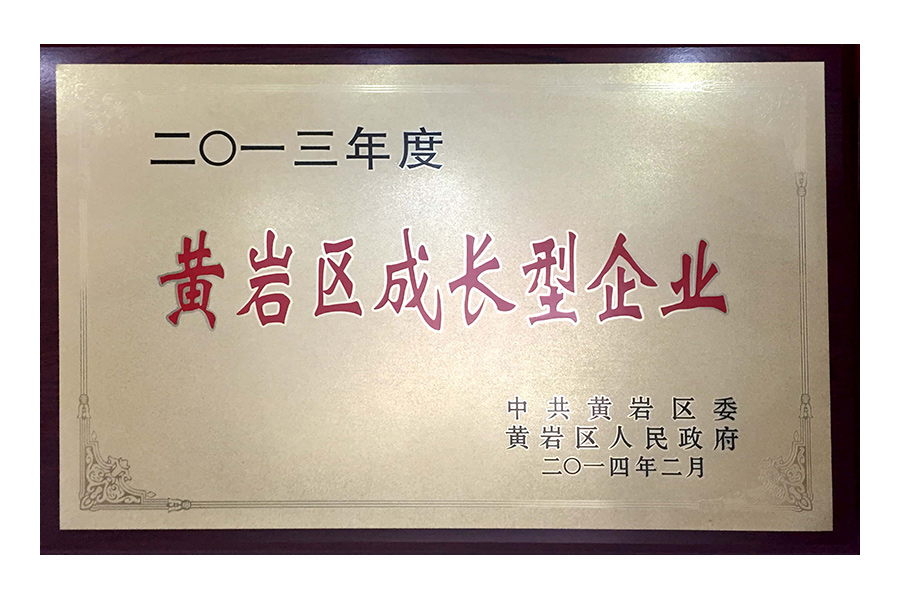 二〇一三年度
黄岩区成长型企业
中共黄岩区委
黄岩区人民政府
二〇一四年二月